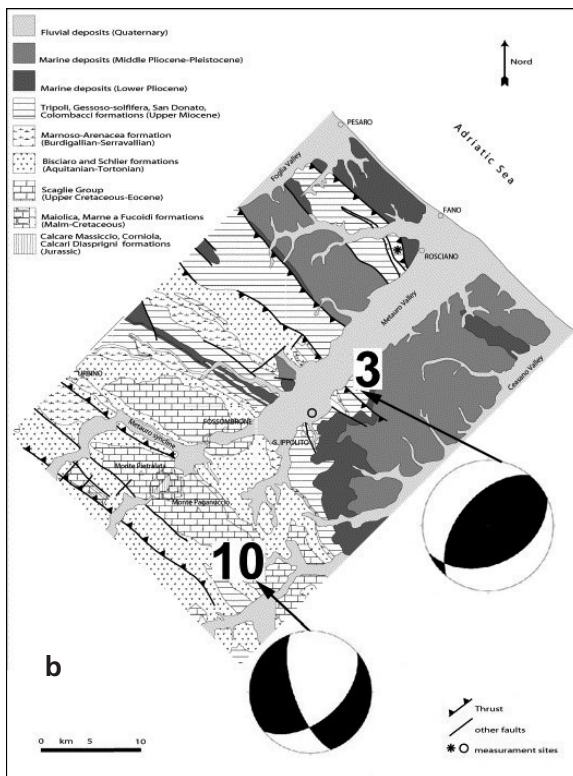 Fluvial deposits (Quaternary)
Marine deposits (Middle Pliocene-Pleistocene)
Marine deposits (Lower Pliocene)
Tripoli, Gessoso-solfifera, San Donato,
Colombacci formations (Upper Miocene)
Marnoso-Arenacea formation
(Burdigallian-Serravallian)
Bisciaro and Schlier formations
(Aquitanian-Tortonian)
Scaglie Group
(Upper Cretaceous-Eocene)
Maiolica, Marne a Fucoidi formations
(Malm-Cretaceous)
Calcare Massiccio, Corniola,
Calcari Diasprigni formations
(Jurassic)
Nord
PESARO
Adriatic Sea
Foglia Valley
FANO
ROSCIANO
Metauro Valley
Cesano Valley
URBINO
3
FOSSOMBRONE
Metauro syncline
G. IPPOLITO
Monte Pietralata
Monte Paganuccio
10
b
Thrust
other faults
measurament sites
0 km 5 10